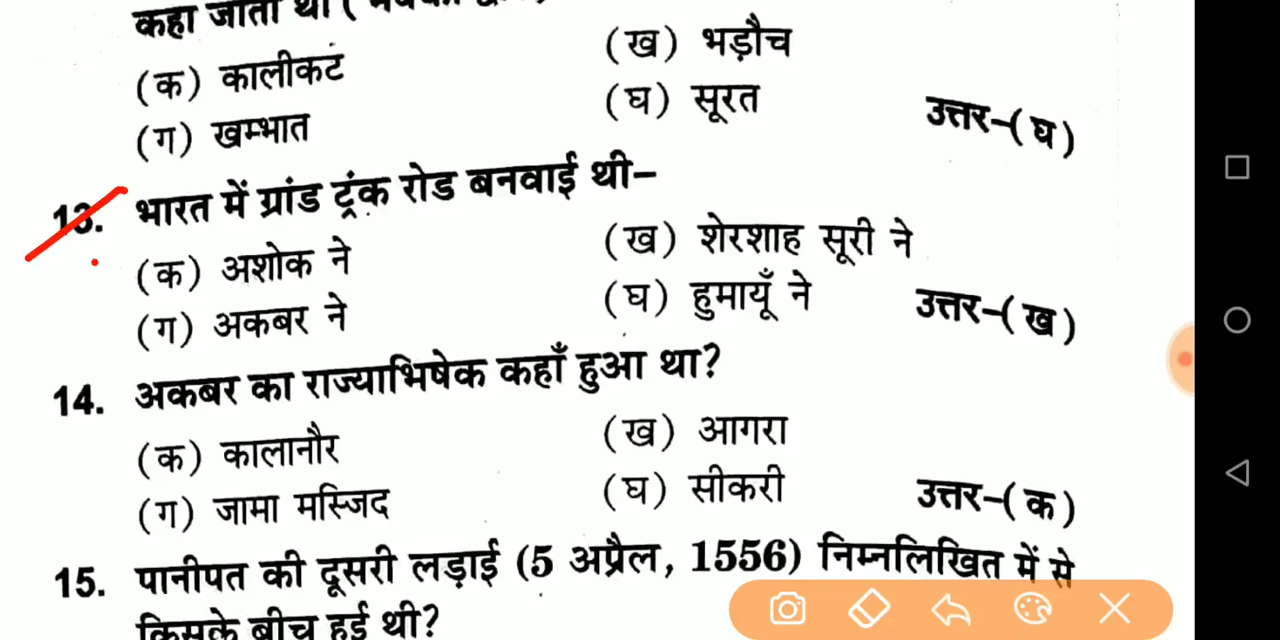 कहा जाता था (
(क) कालीकट (ख) भड़ौच
(ग) खम्भात (घ) सूरत उत्तर–(घ)
13. भारत में ग्रांड ट्रंक रोड बनवाई थी–
(क) अशोक ने (ख) शेरशाह सूरी ने
(ग) अकबर ने (घ) हुमायूँ ने उत्तर–(ख)
14. अकबर का राज्याभिषेक कहाँ हुआ था?
(क) कालानौर (ख) आगरा
(ग) जामा मस्जिद (घ) सीकरी उत्तर–(क)
15. पानीपत की दूसरी लड़ाई (5 अप्रैल, 1556) निम्नलिखित में से
किसके बीच हुई थी?